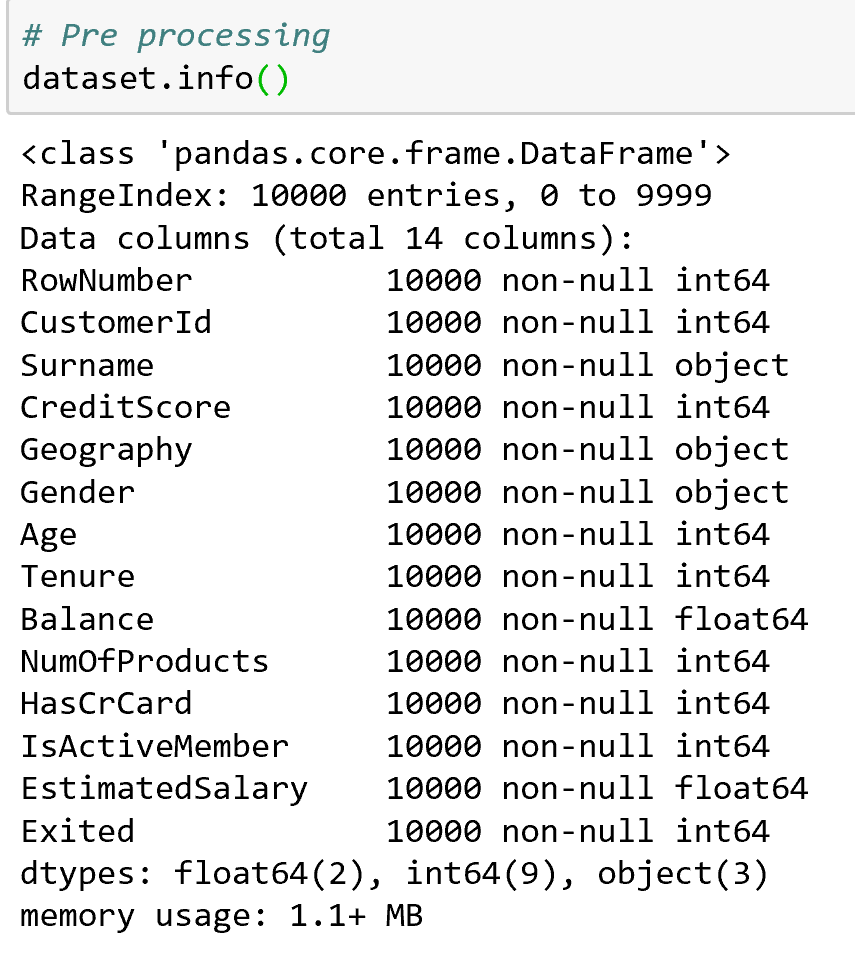 # Pre processing
dataset.info()
<class 'pandas.core.frame.DataFrame'>
RangeIndex: 10000 entries, 0 to 9999
Data columns (total 14 columns):
RowNumber          10000 non-null int64
CustomerId         10000 non-null int64
Surname            10000 non-null object
CreditScore        10000 non-null int64
Geography          10000 non-null object
Gender             10000 non-null object
Age                10000 non-null int64
Tenure             10000 non-null int64
Balance            10000 non-null float64
NumOfProducts      10000 non-null int64
HasCrCard          10000 non-null int64
IsActiveMember     10000 non-null int64
EstimatedSalary    10000 non-null float64
Exited             10000 non-null int64
dtypes: float64(2), int64(9), object(3)
memory usage: 1.1+ MB